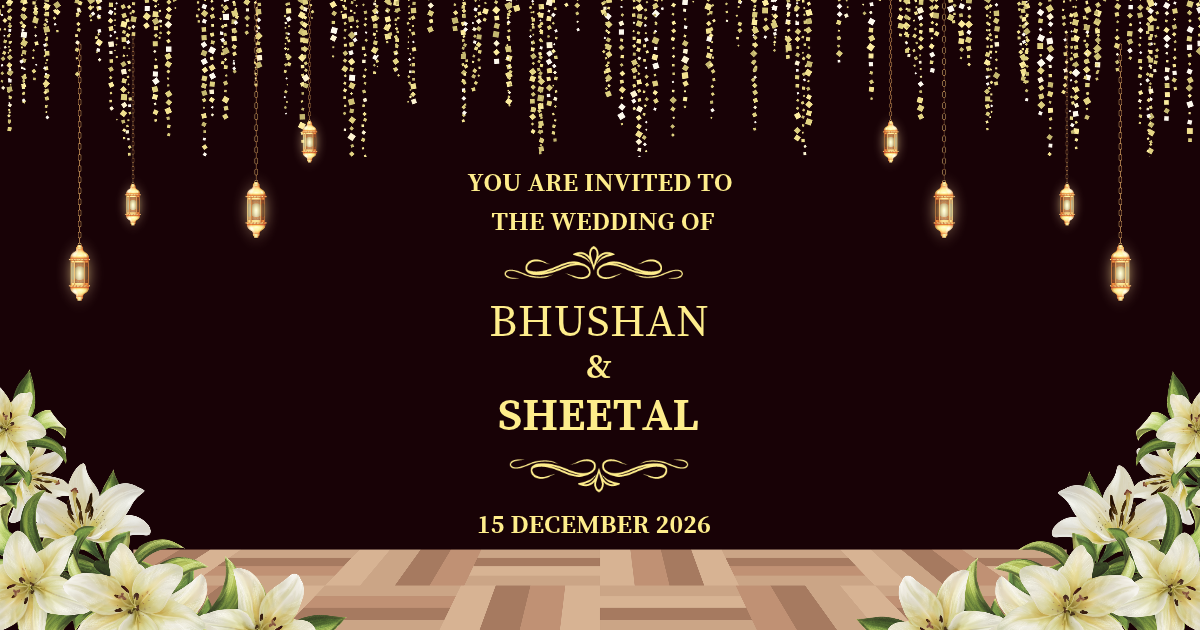 YOU ARE INVITED TO
THE WEDDING OF
BHUSHAN
&
SHEETAL
15 DECEMBER 2026